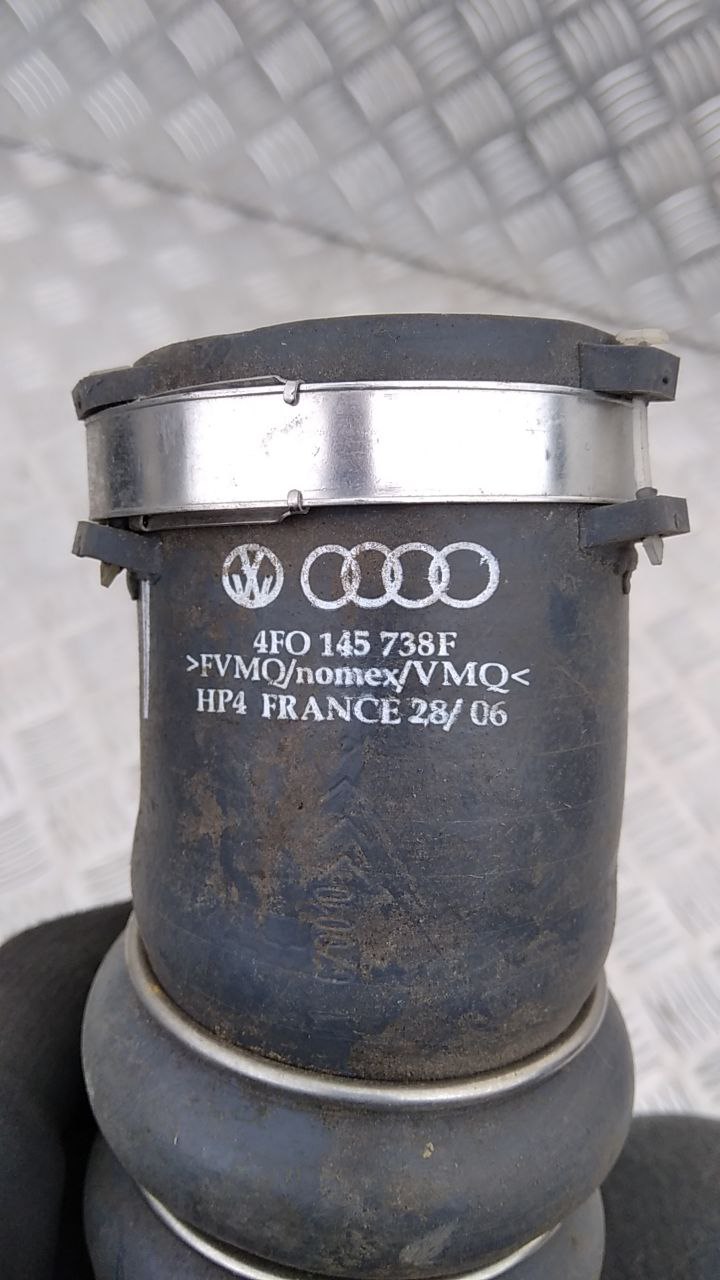 4FO 145 738F
>FVMQ/nomex/VMQ<
HP4 FRANCE 28/ 06